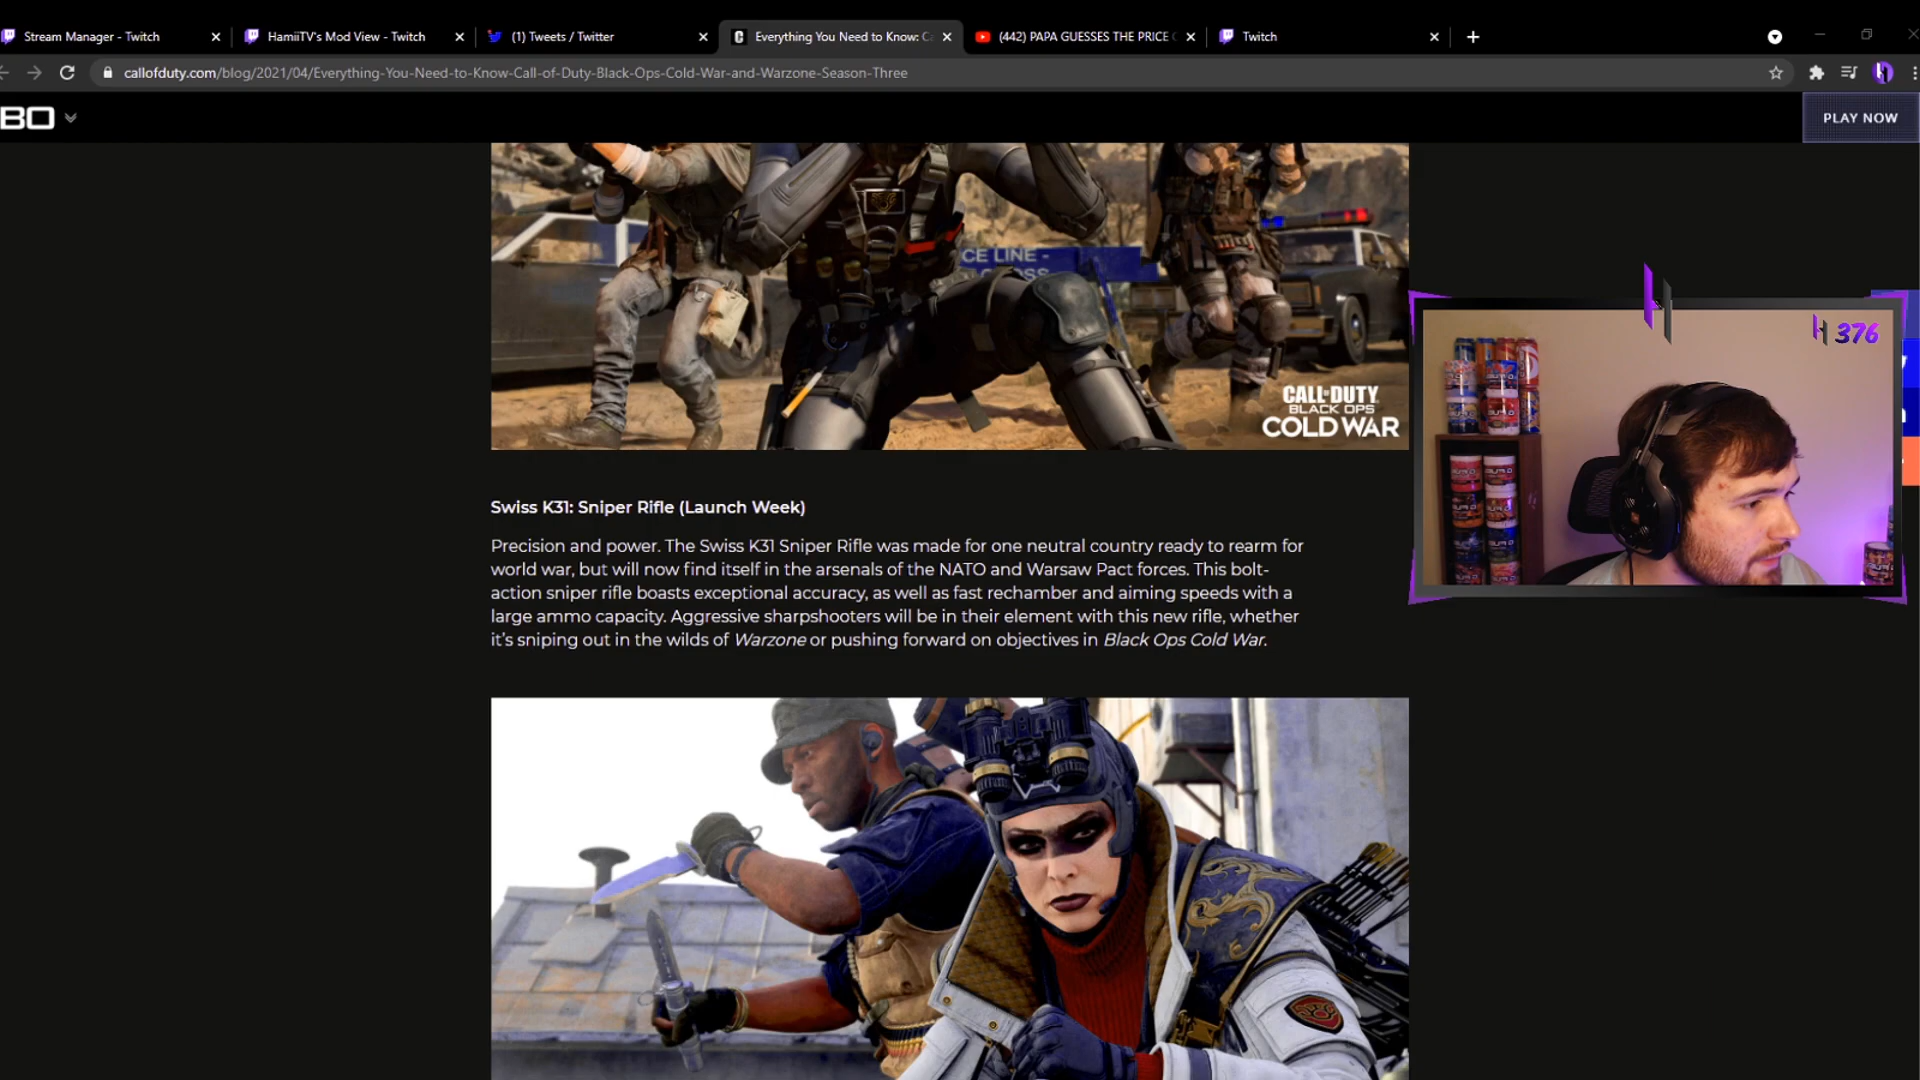 Stream Manager - Twitch
HamiiTV's Mod View - Twitch
(1) Tweets / Twitter
Everything You Need to Know: C
(442) PAPA GUESSES THE PRICE
Twitch
callofduty.com/blog/2021/04/Everything-You-Need-to-Know-Call-of-Duty-Black-Ops-Cold-War-and-Warzone-Season-Three
BO
PLAY NOW
CE LINE -
CROSS
CALL OF DUTY
BLACK OPS
COLD WAR
376
Swiss K31: Sniper Rifle (Launch Week)
Precision and power. The Swiss K31 Sniper Rifle was made for one neutral country ready to rearm for
world war, but will now find itself in the arsenals of the NATO and Warsaw Pact forces. This bolt-
action sniper rifle boasts exceptional accuracy, as well as fast rechamber and aiming speeds with a
large ammo capacity. Aggressive sharpshooters will be in their element with this new rifle, whether
it's sniping out in the wilds of Warzone or pushing forward on objectives in Black Ops Cold War.